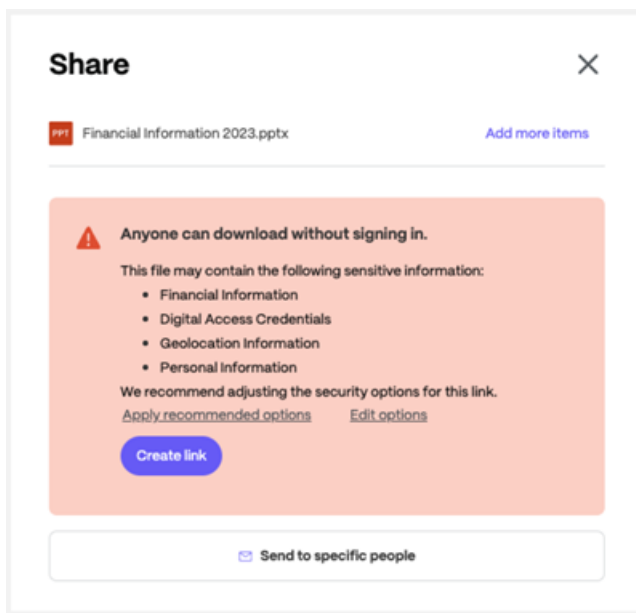 Share
PPT Financial Information 2023.pptx Add more items
Anyone can download without signing in.
This file may contain the following sensitive information:
• Financial Information
• Digital Access Credentials
• Geolocation Information
• Personal Information
We recommend adjusting the security options for this link.
Apply recommended options Edit options
Create link
Send to specific people